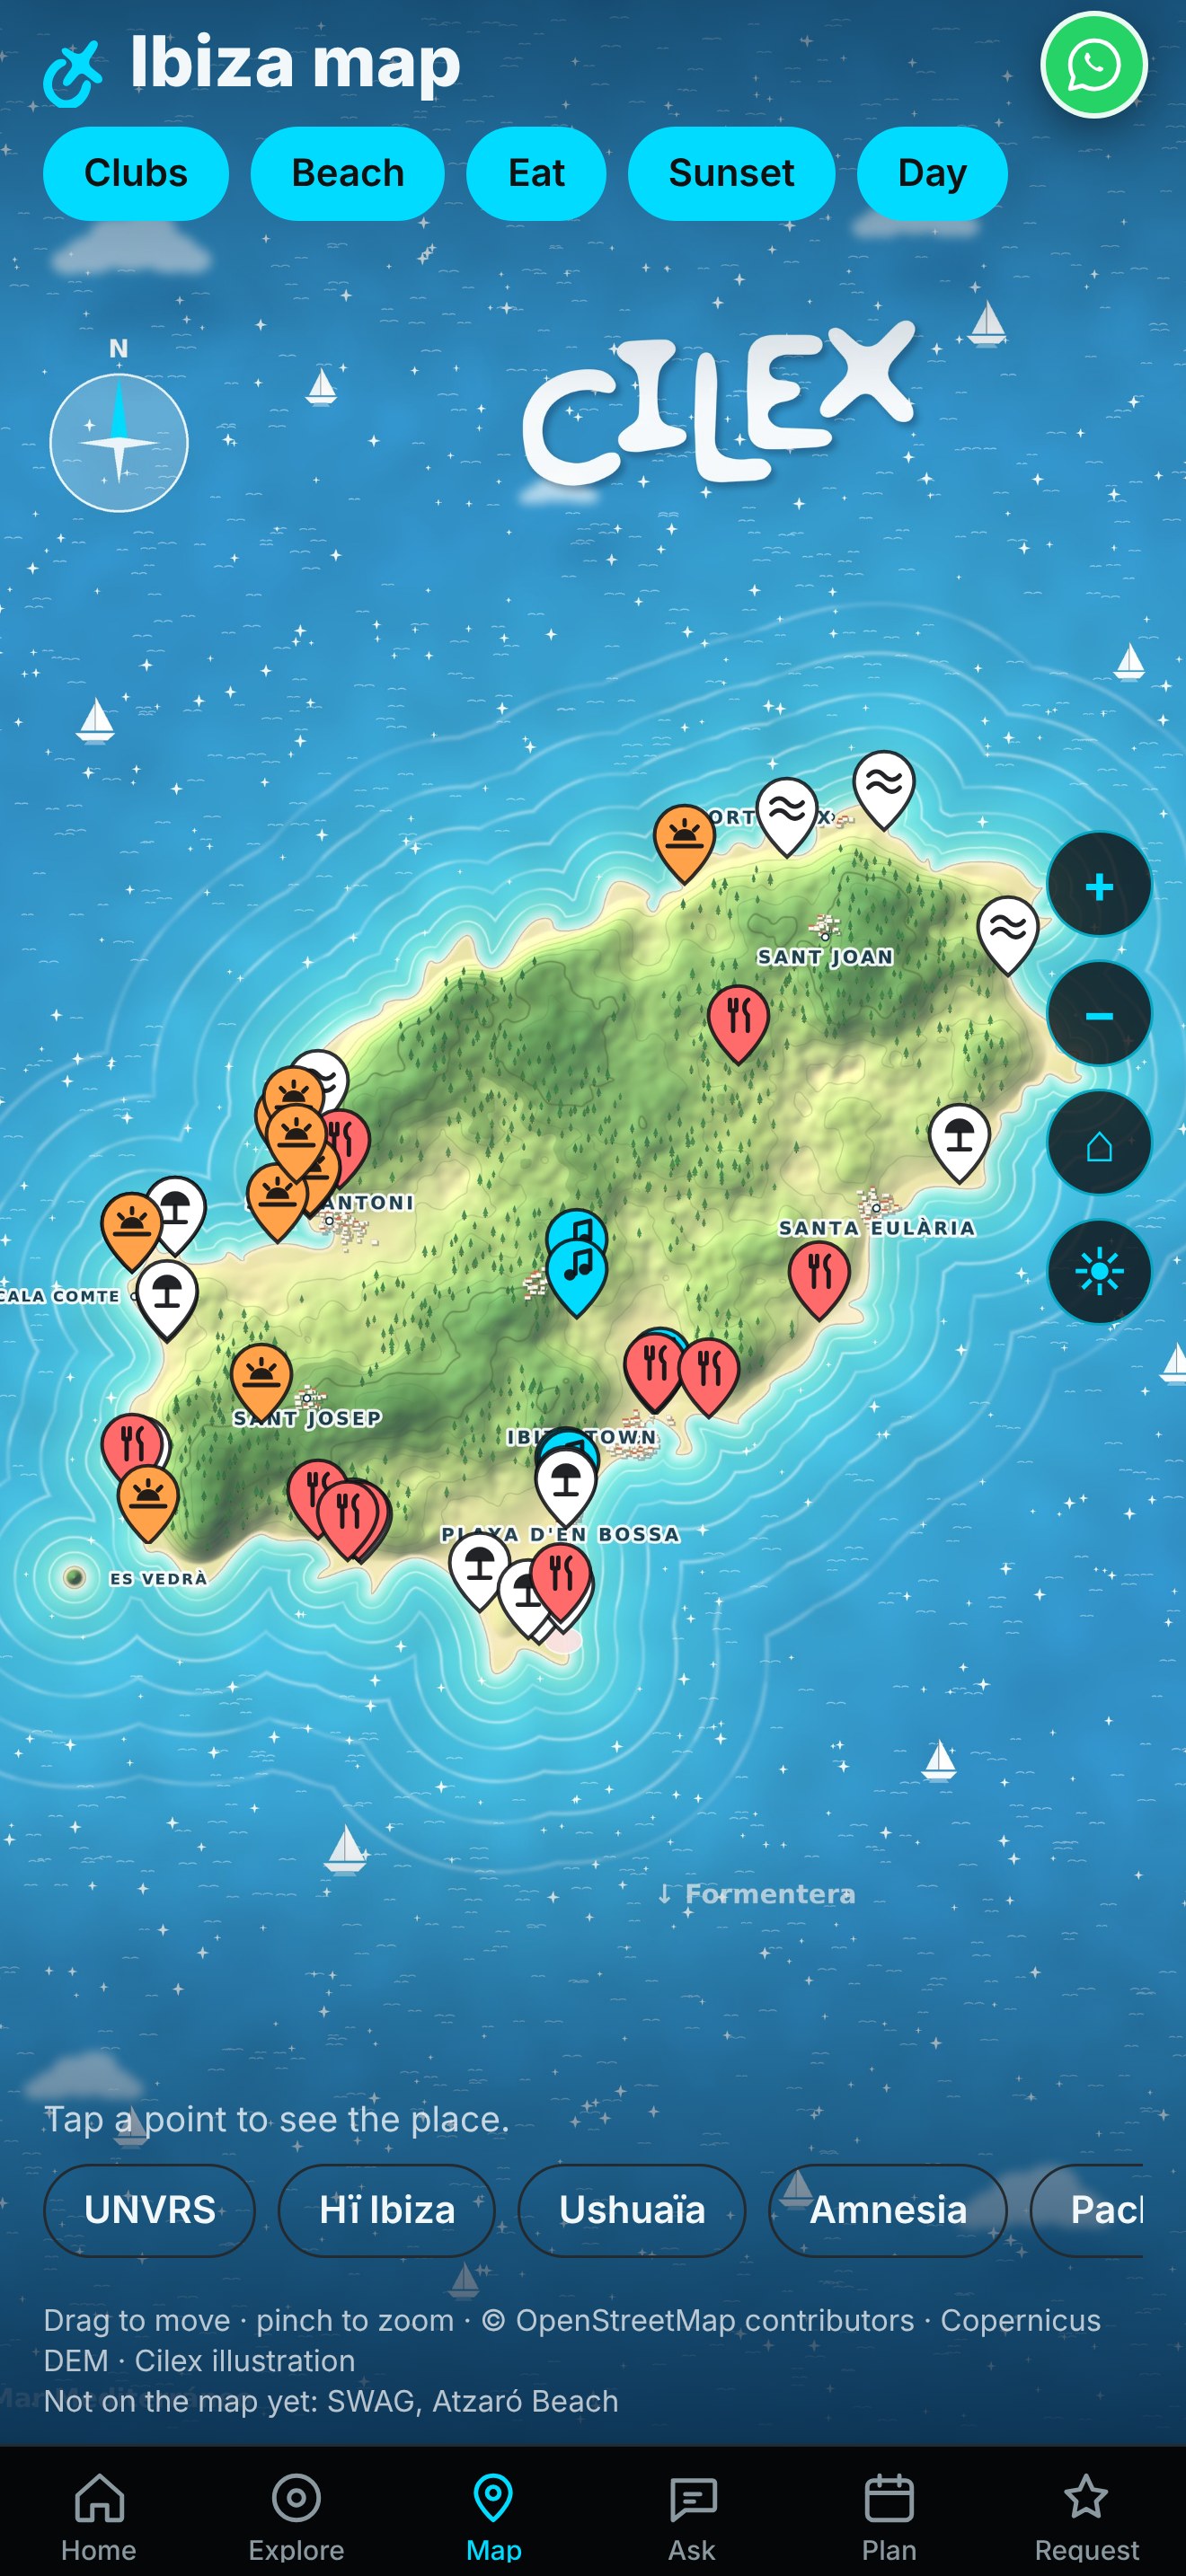 Ibiza map
Clubs Beach Eat Sunset Day
N
CILEX
SANT JOAN
ANTONI
SANTA EULÀRIA
CALA COMTE
SANT JOSEP
TOWN
PLAYA D'EN BOSSA
ES VEDRÀ
↓ Formentera
Tap a point to see the place.
UNVRS Hï Ibiza Ushuaïa Amnesia
Drag to move · pinch to zoom · © OpenStreetMap contributors · Copernicus
DEM · Cilex illustration
Not on the map yet: SWAG, Atzaró Beach
Home Explore Map Ask Plan Request